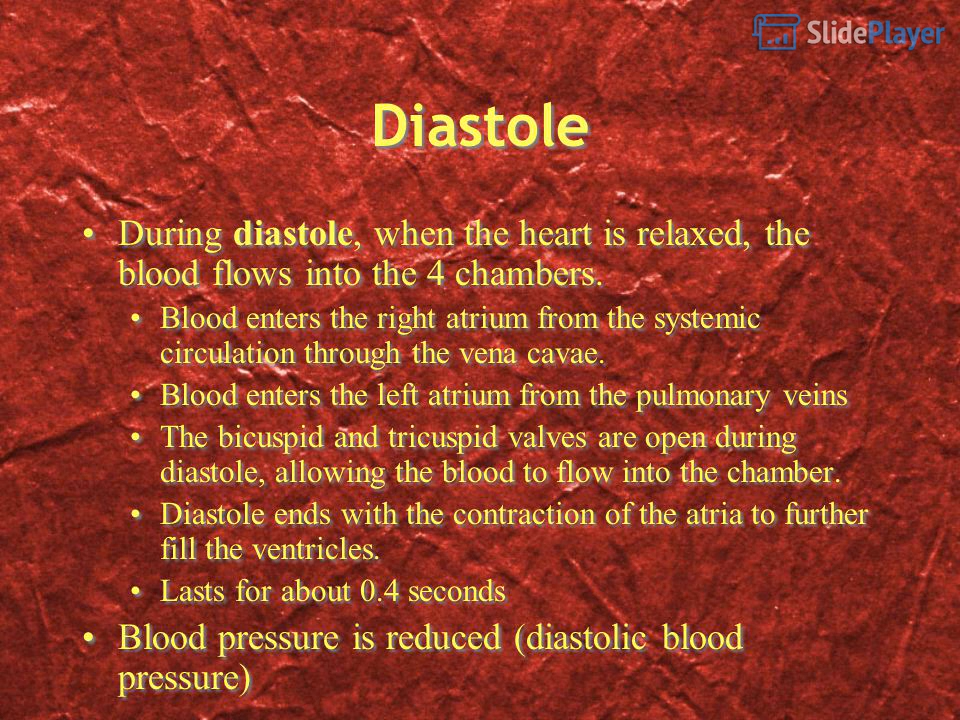 SlidePlayer
Diastole
• During diastole, when the heart is relaxed, the
blood flows into the 4 chambers.
• Blood enters the right atrium from the systemic
circulation through the vena cavae.
• Blood enters the left atrium from the pulmonary veins
• The bicuspid and tricuspid valves are open during
diastole, allowing the blood to flow into the chamber.
• Diastole ends with the contraction of the atria to further
fill the ventricles.
• Lasts for about 0.4 seconds
• Blood pressure is reduced (diastolic blood
pressure)